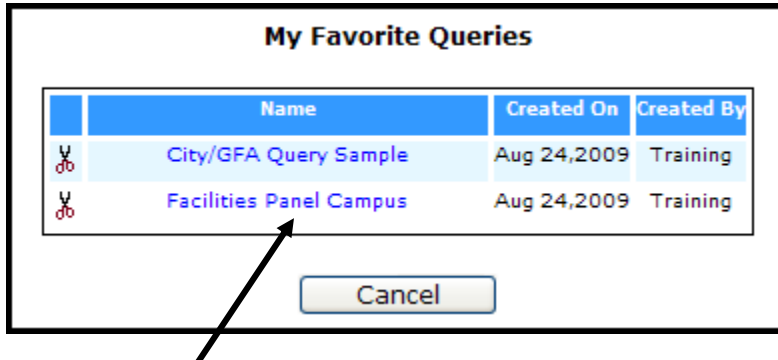 My Favorite Queries
Name Created On Created By
City/GFA Query Sample Aug 24,2009 Training
Facilities Panel Campus Aug 24,2009 Training
Cancel